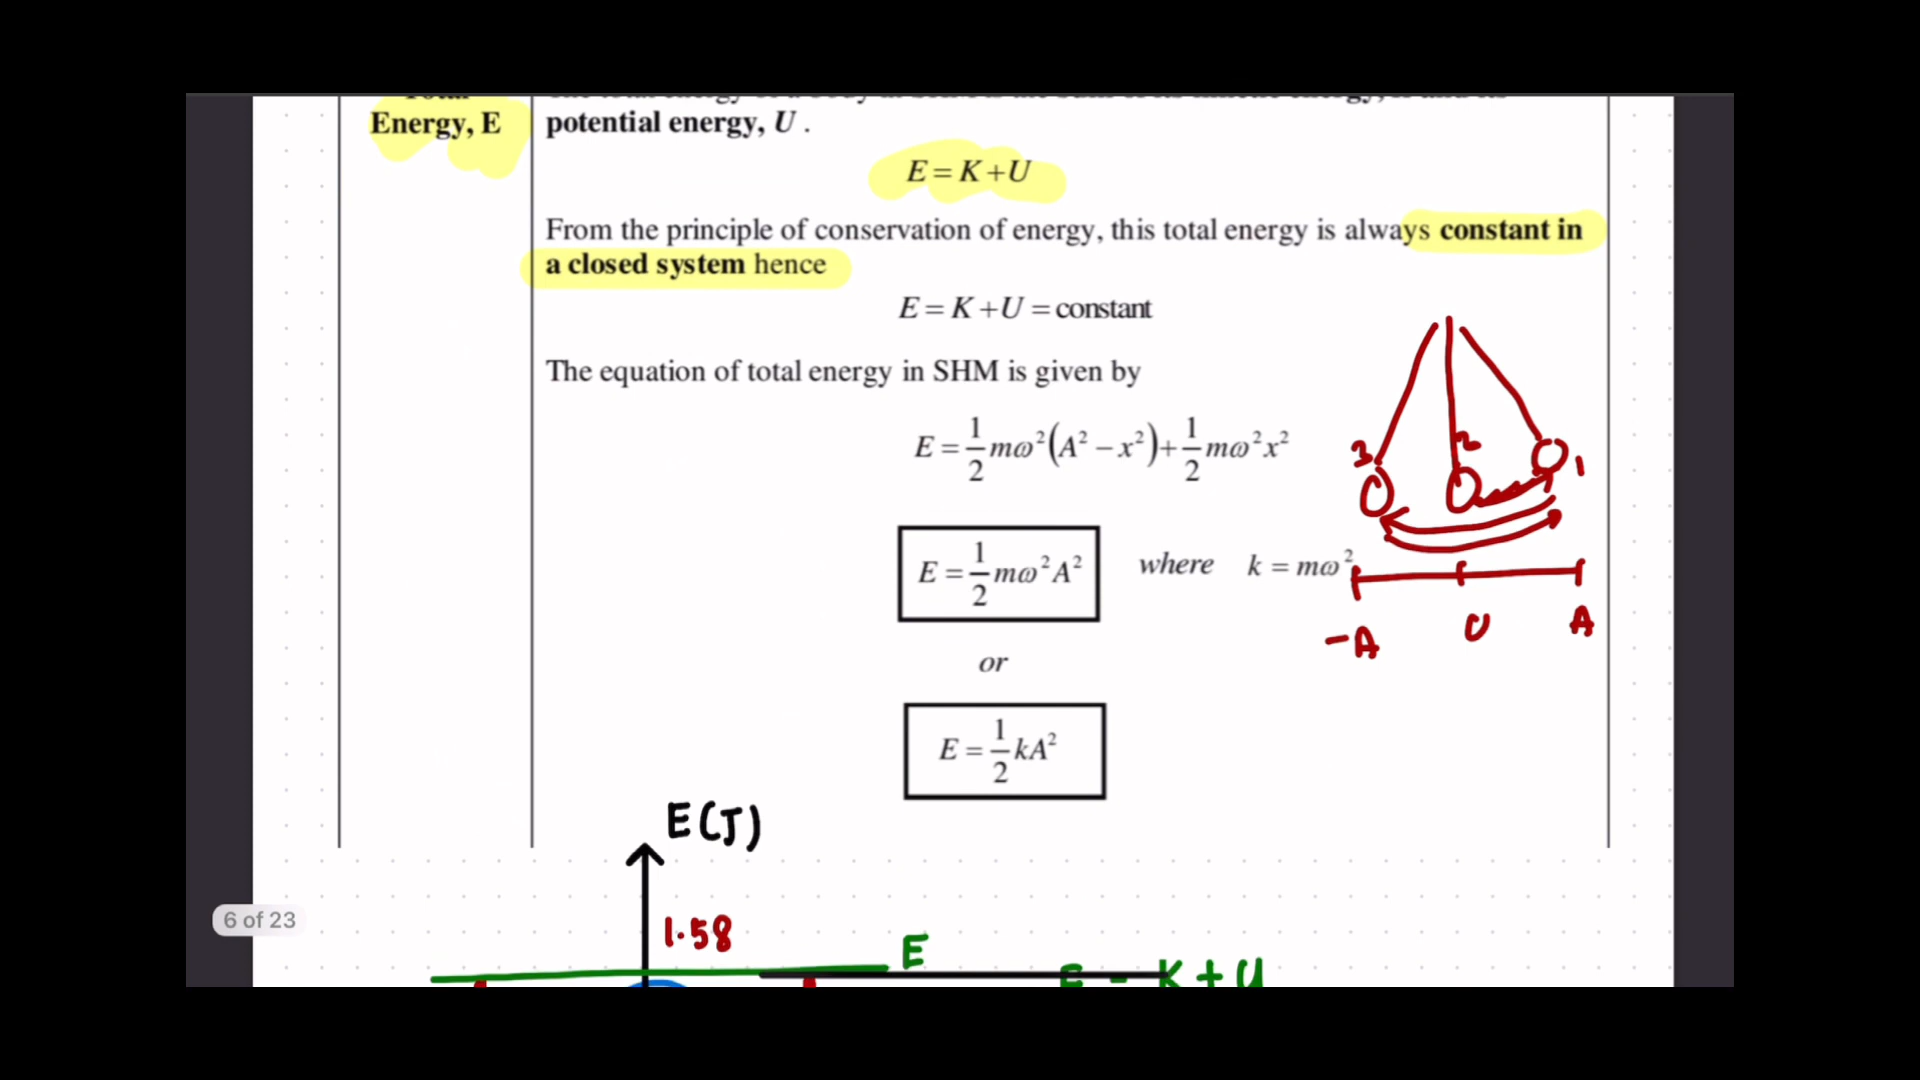 Energy, E
potential energy, U .
E = K + U
From the principle of conservation of energy, this total energy is always constant in
a closed system hence
E = K + U = constant
The equation of total energy in SHM is given by
E = 1/2 mω²(A² − x²) + 1/2 mω²x²
3 2 1
E = 1/2 mω²A² where k = mω²
-A 0 A
or
E = 1/2 kA²
E(J)
6 of 23
1.58
E
E = K + U